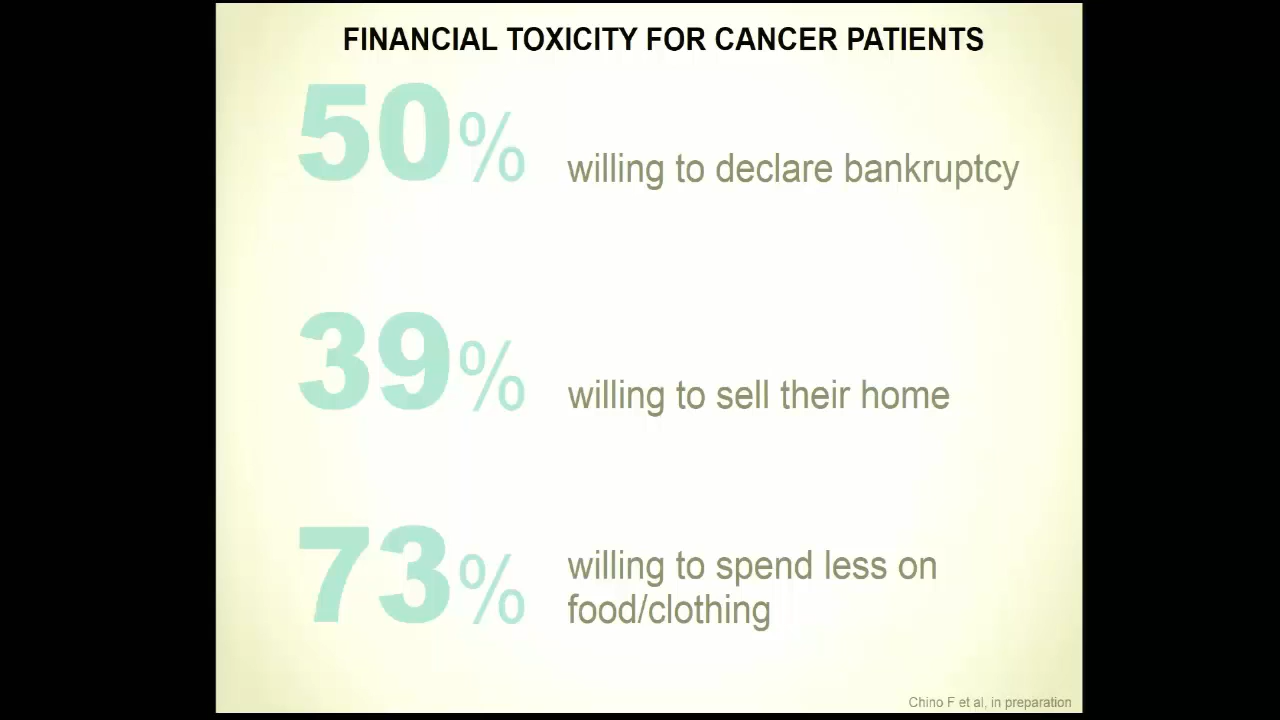 FINANCIAL TOXICITY FOR CANCER PATIENTS
50% willing to declare bankruptcy
39% willing to sell their home
73% willing to spend less on
food/clothing
Chino F et al, in preparation